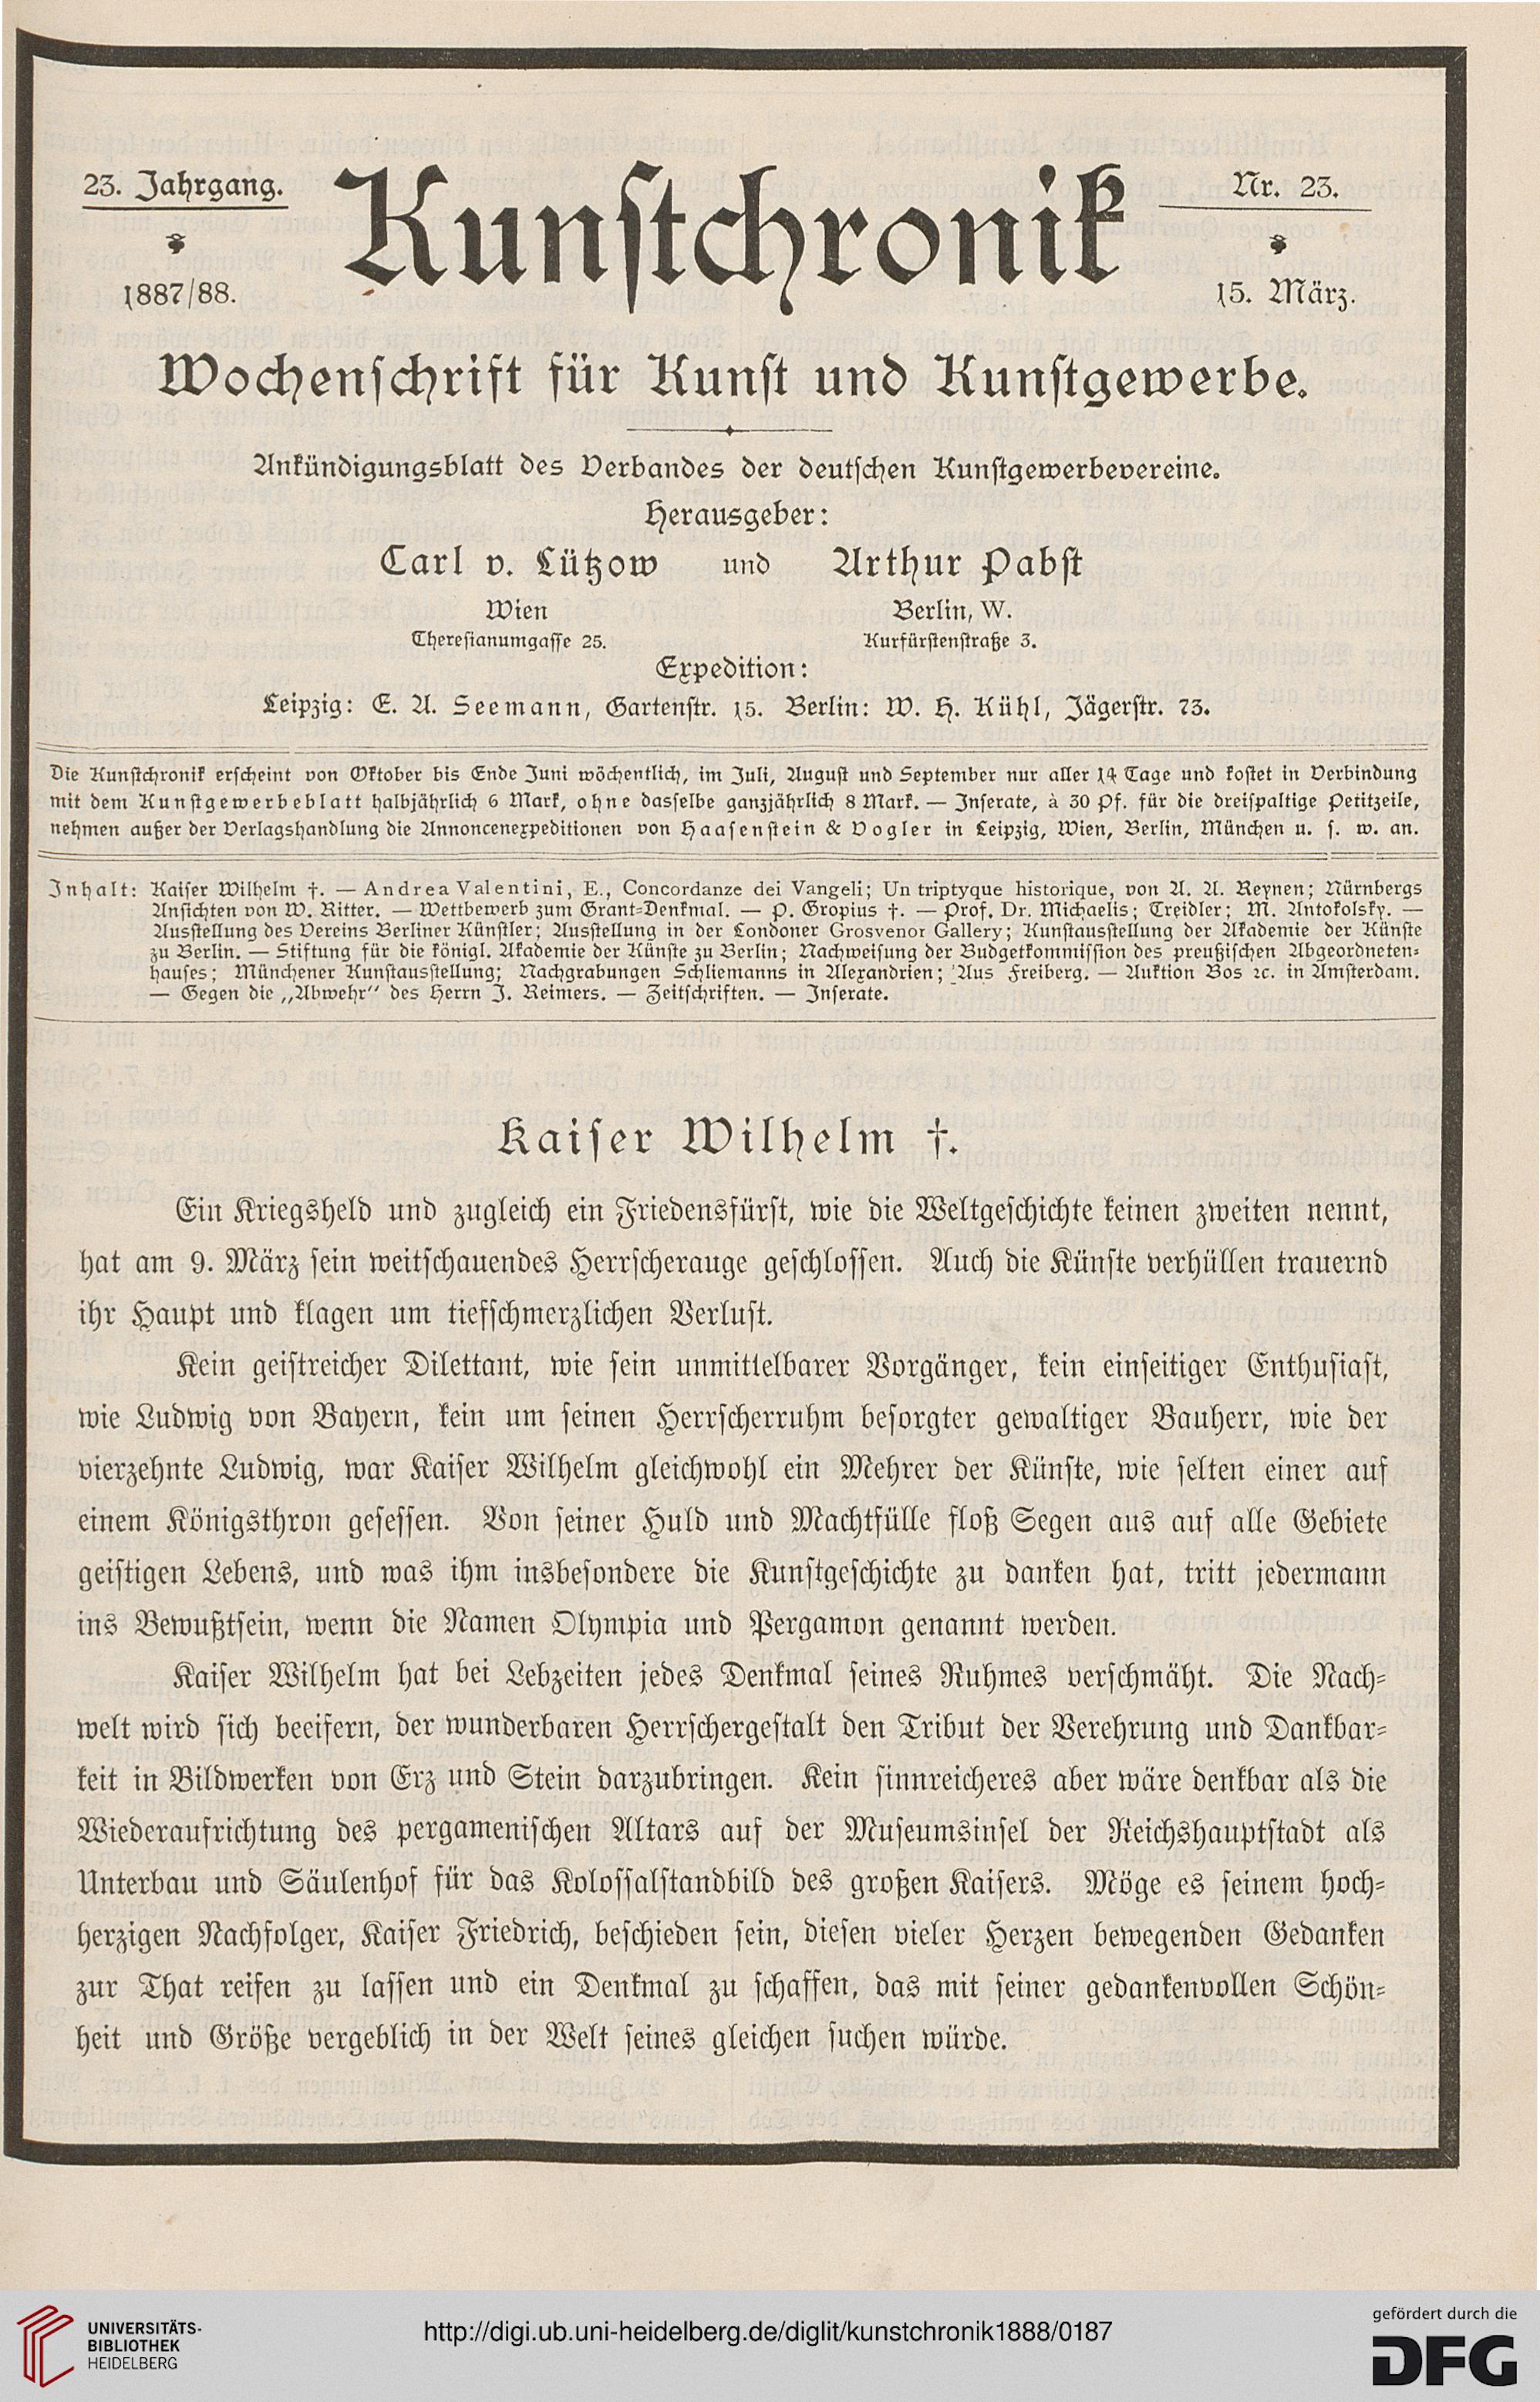 23. Jahrgang.
Kunstchronik
Nr. 23.
1887/88.
15. März.
Wochenschrift für Kunst und Kunstgewerbe.
Ankündigungsblatt des Verbandes der deutschen Kunstgewerbevereine.
Herausgeber:
Carl v. Lützow und Arthur Pabst
Wien Berlin, W.
Theresianumgasse 25. Kurfürstenstraße 3.
Expedition:
Leipzig: E. A. Seemann, Gartenstr. 15. Berlin: W. H. Kühl, Jägerstr. 73.
Die Kunstchronik erscheint von Oktober bis Ende Juni wöchentlich, im Juli, August und September nur aller 14 Tage und kostet in Verbindung
mit dem Kunstgewerbeblatt halbjährlich 6 Mark, ohne dasselbe ganzjährlich 8 Mark. — Inserate, à 30 Pf. für die dreispaltige Petitzeile,
nehmen außer der Verlagshandlung die Annoncenexpeditionen von Haasenstein & Vogler in Leipzig, Wien, Berlin, München u. s. w. an.
Inhalt: Kaiser Wilhelm †. — Andrea Valentini, E., Concordanze dei Vangeli; Un triptyque historique, von A. A. Reynen; Nürnbergs
Ansichten von W. Ritter. — Wettbewerb zum Grant-Denkmal. — P. Gropius †. — Prof. Dr. Michaelis; Treidler; M. Antokolsky. —
Ausstellung des Vereins Berliner Künstler; Ausstellung in der Londoner Grosvenor Gallery; Kunstausstellung der Akademie der Künste
zu Berlin. — Stiftung für die königl. Akademie der Künste zu Berlin; Nachweisung der Budgetkommission des preußischen Abgeordneten-
hauses; Münchener Kunstausstellung; Nachgrabungen Schliemanns in Alexandrien; Aus Freiberg. — Auktion Bos ꝛc. in Amsterdam.
— Gegen die „Abwehr“ des Herrn J. Reimers. — Zeitschriften. — Inserate.
Kaiser Wilhelm †.
Ein Kriegsheld und zugleich ein Friedensfürst, wie die Weltgeschichte keinen zweiten nennt,
hat am 9. März sein weitschauendes Herrscherauge geschlossen. Auch die Künste verhüllen trauernd
ihr Haupt und klagen um tiefschmerzlichen Verlust.
Kein geistreicher Dilettant, wie sein unmittelbarer Vorgänger, kein einseitiger Enthusiast,
wie Ludwig von Bayern, kein um seinen Herrscherruhm besorgter gewaltiger Bauherr, wie der
vierzehnte Ludwig, war Kaiser Wilhelm gleichwohl ein Mehrer der Künste, wie selten einer auf
einem Königsthron gesessen. Von seiner Huld und Machtfülle floß Segen aus auf alle Gebiete
geistigen Lebens, und was ihm insbesondere die Kunstgeschichte zu danken hat, tritt jedermann
ins Bewußtsein, wenn die Namen Olympia und Pergamon genannt werden.
Kaiser Wilhelm hat bei Lebzeiten jedes Denkmal seines Ruhmes verschmäht. Die Nach-
welt wird sich beeifern, der wunderbaren Herrschergestalt den Tribut der Verehrung und Dankbar-
keit in Bildwerken von Erz und Stein darzubringen. Kein sinnreicheres aber wäre denkbar als die
Wiederaufrichtung des pergamenischen Altars auf der Museumsinsel der Reichshauptstadt als
Unterbau und Säulenhof für das Kolossalstandbild des großen Kaisers. Möge es seinem hoch-
herzigen Nachfolger, Kaiser Friedrich, beschieden sein, diesen vieler Herzen bewegenden Gedanken
zur That reifen zu lassen und ein Denkmal zu schaffen, das mit seiner gedankenvollen Schön-
heit und Größe vergeblich in der Welt seines gleichen suchen würde.
UNIVERSITÄTS-
BIBLIOTHEK
HEIDELBERG
http://digi.ub.uni-heidelberg.de/diglit/kunstchronik1888/0187
gefördert durch die
DFG